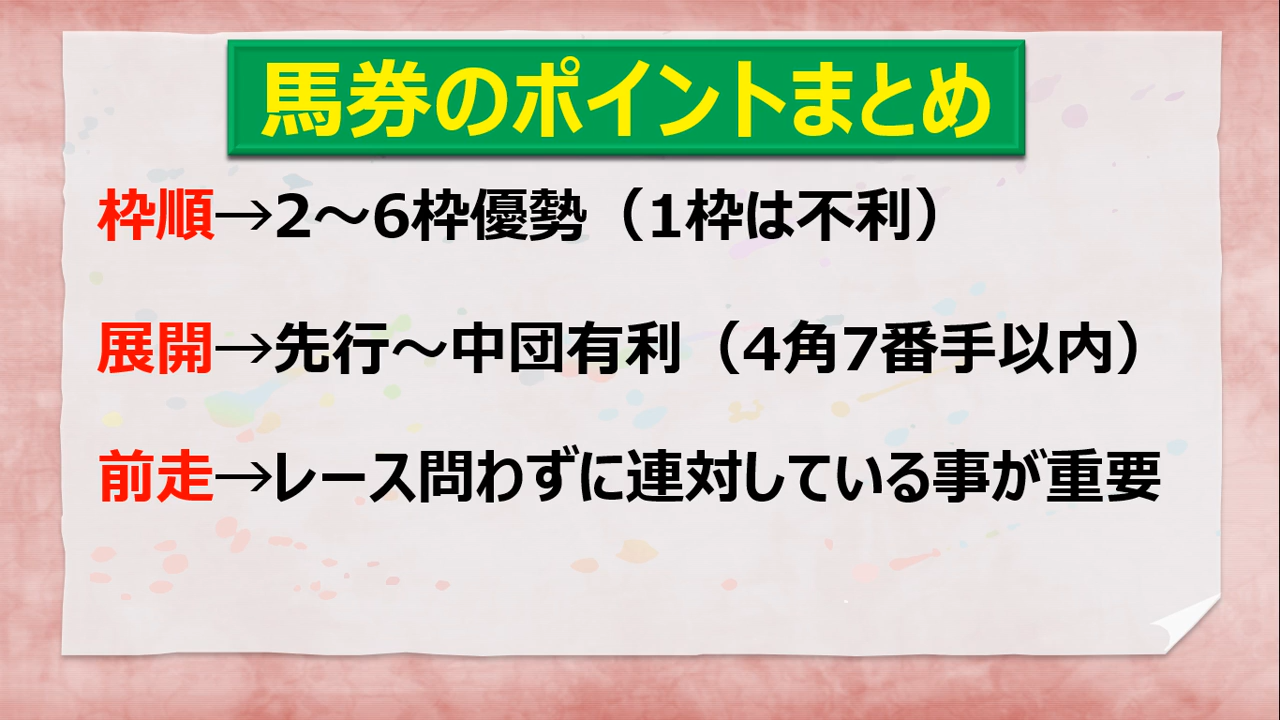 馬券のポイントまとめ
枠順→2～6枠優勢（1枠は不利）
展開→先行～中団有利（4角7番手以内）
前走→レース問わずに連対している事が重要